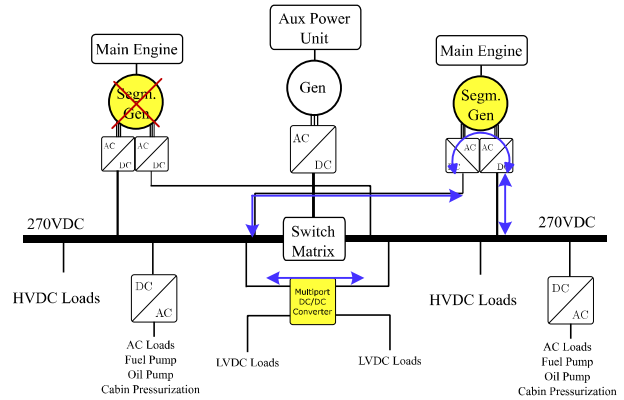 Aux Power
Unit
Main Engine
Main Engine
Segm.
Gen
Gen
Segm.
Gen
AC
DC
AC
DC
AC
DC
AC
DC
AC
DC
270VDC
270VDC
Switch
Matrix
HVDC Loads
DC
AC
Multiport
DC/DC
Converter
HVDC Loads
DC
AC
LVDC Loads
LVDC Loads
AC Loads
Fuel Pump
Oil Pump
Cabin Pressurization
AC Loads
Fuel Pump
Oil Pump
Cabin Pressurization